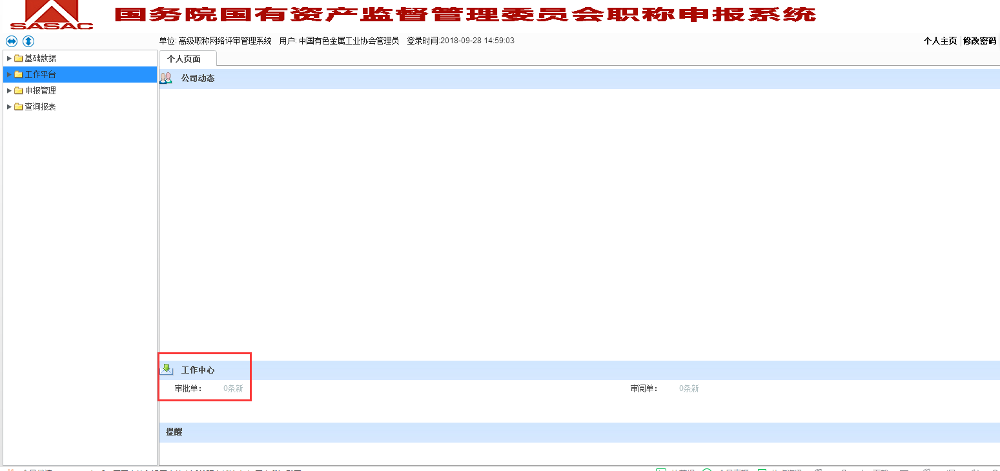 SASAC 国务院国有资产监督管理委员会职称申报系统
单位: 高级职称网络评审管理系统 用户: 中国有色金属工业协会管理员 登录时间:2018-09-28 14:59:03 个人主页 修改密码
基础数据
工作平台
申报管理
查询报表
个人页面
公司动态
工作中心
审批单: 0条新 审阅单: 0条新
提醒